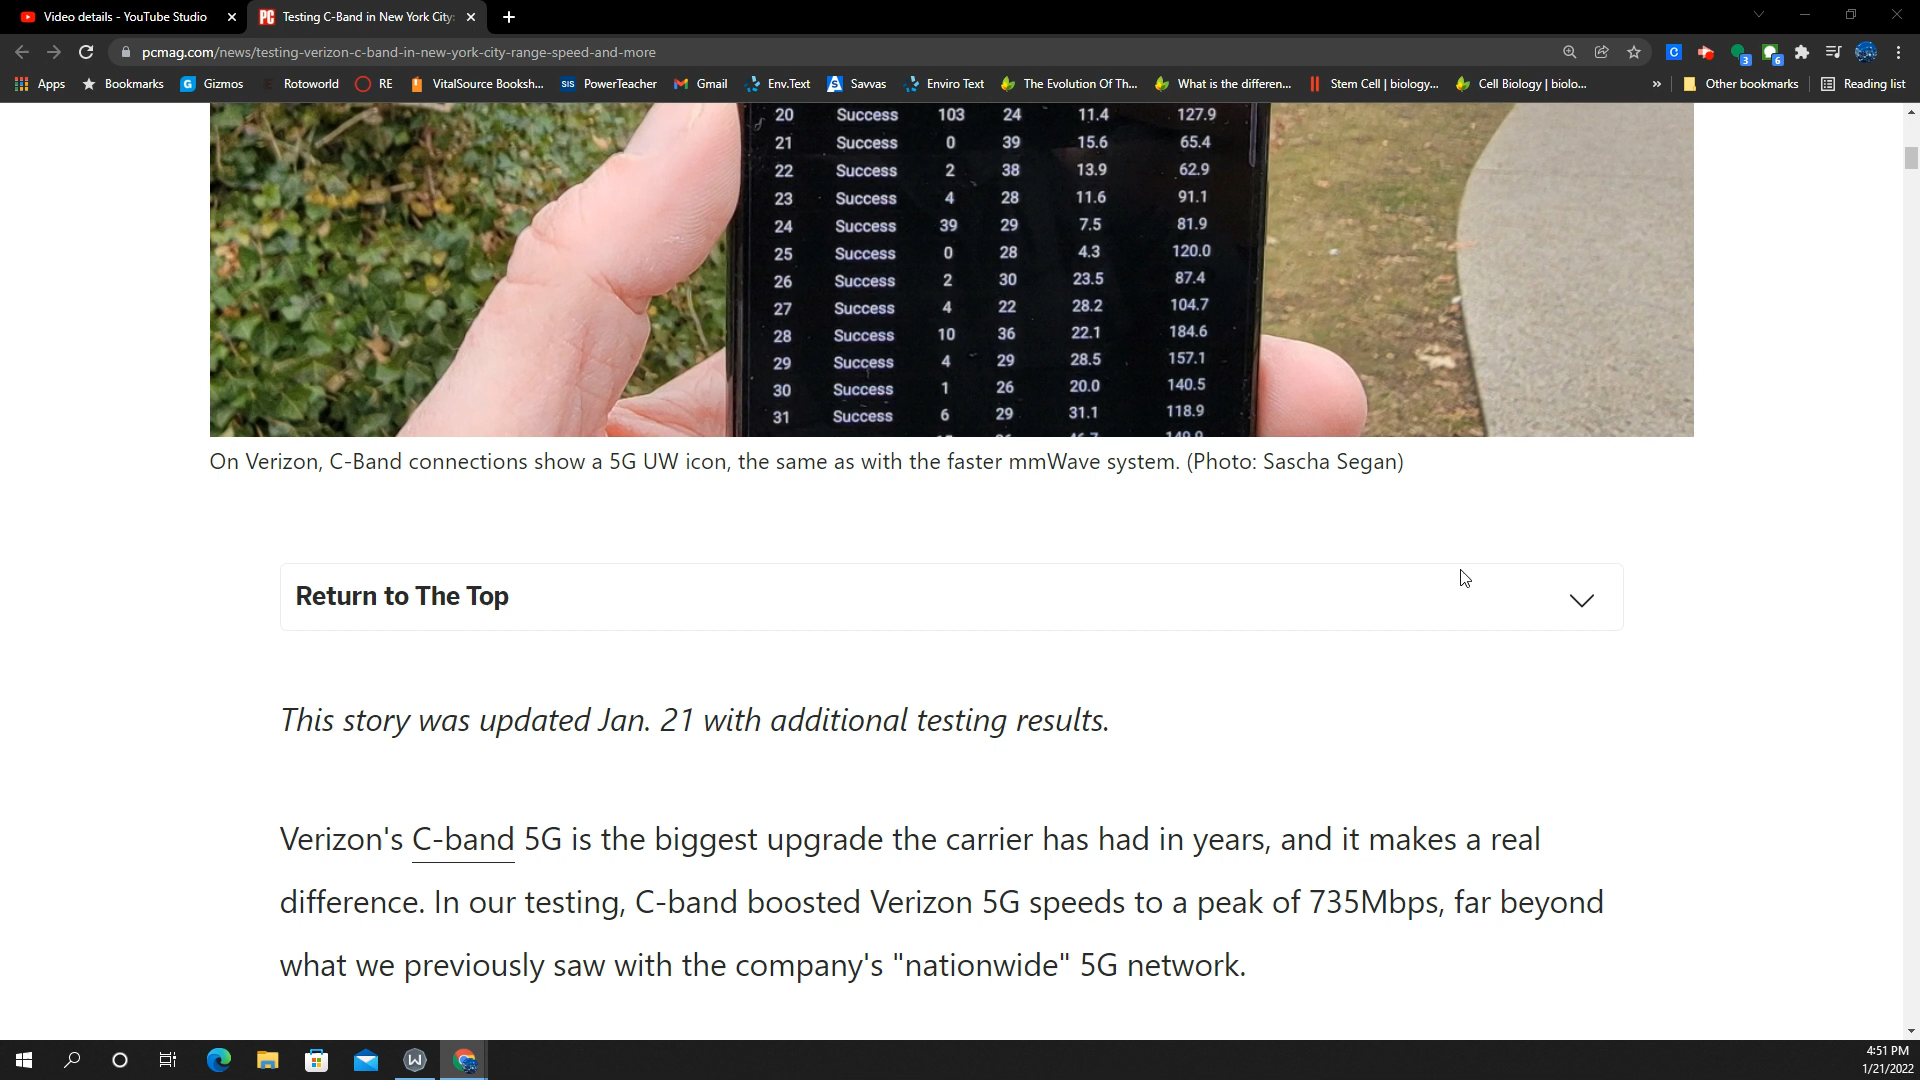 Video details - YouTube Studio
Testing C-Band in New York City:
pcmag.com/news/testing-verizon-c-band-in-new-york-city-range-speed-and-more
Apps Bookmarks Gizmos Rotoworld RE VitalSource Booksh... PowerTeacher Gmail Env.Text Savvas Enviro Text The Evolution Of Th... What is the differen... Stem Cell | biology... Cell Biology | biolo... » Other bookmarks Reading list
20 Success 103 24 11.4 127.9
21 Success 0 39 15.6 65.4
22 Success 2 38 13.9 62.9
23 Success 4 28 11.6 91.1
24 Success 39 29 7.5 81.9
25 Success 0 28 4.3 120.0
26 Success 2 30 23.5 87.4
27 Success 4 22 28.2 104.7
28 Success 10 36 22.1 184.6
29 Success 4 29 28.5 157.1
30 Success 1 26 20.0 140.5
31 Success 6 29 31.1 118.9
On Verizon, C-Band connections show a 5G UW icon, the same as with the faster mmWave system. (Photo: Sascha Segan)
Return to The Top
This story was updated Jan. 21 with additional testing results.
Verizon's C-band 5G is the biggest upgrade the carrier has had in years, and it makes a real
difference. In our testing, C-band boosted Verizon 5G speeds to a peak of 735Mbps, far beyond
what we previously saw with the company's "nationwide" 5G network.
4:51 PM
1/21/2022